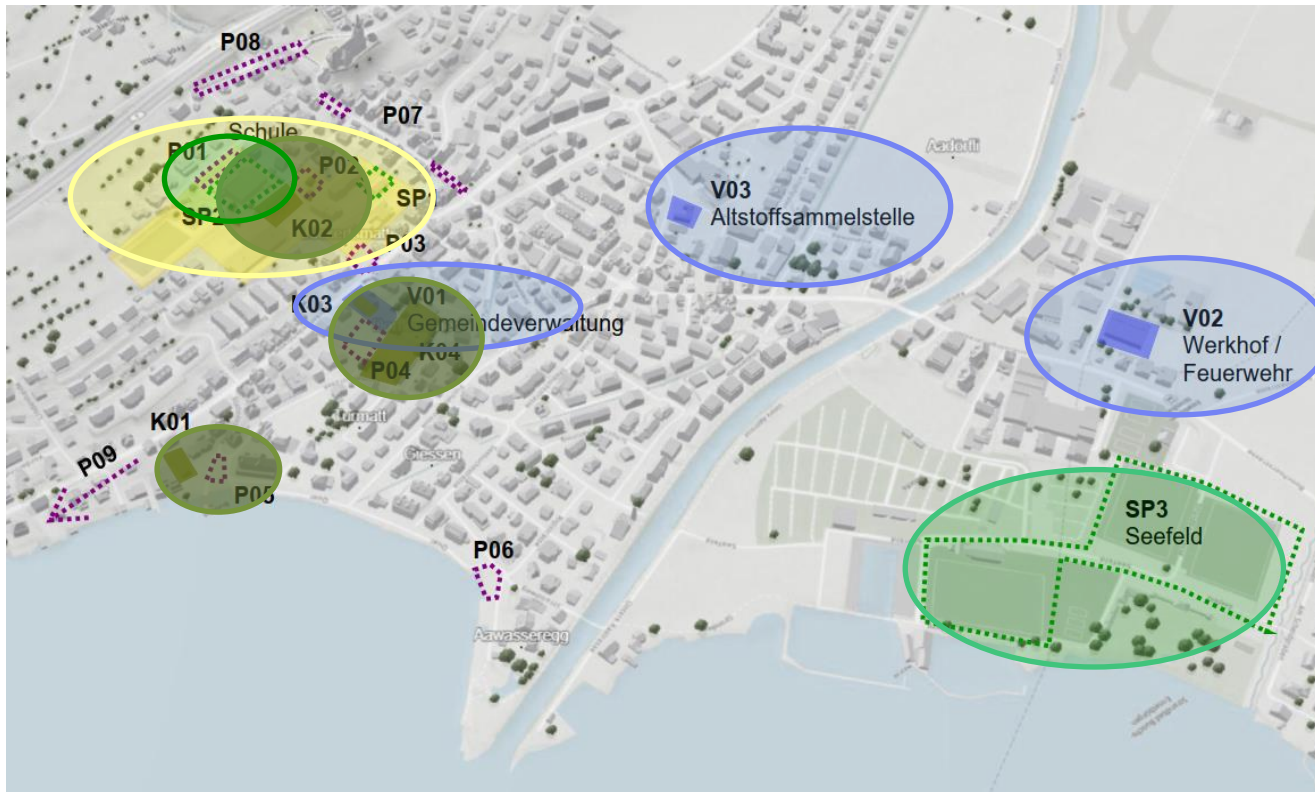 P08
P07
Schule
P01
P02
SP1
SP2
K02
P03
K03
V01
Gemeindeverwaltung
K04
P04
V03
Altstoffsammelstelle
Aadörfli
V02
Werkhof /
Feuerwehr
K01
P09
P05
Turmatt
Giessen
P06
Aawasseregg
SP3
Seefeld